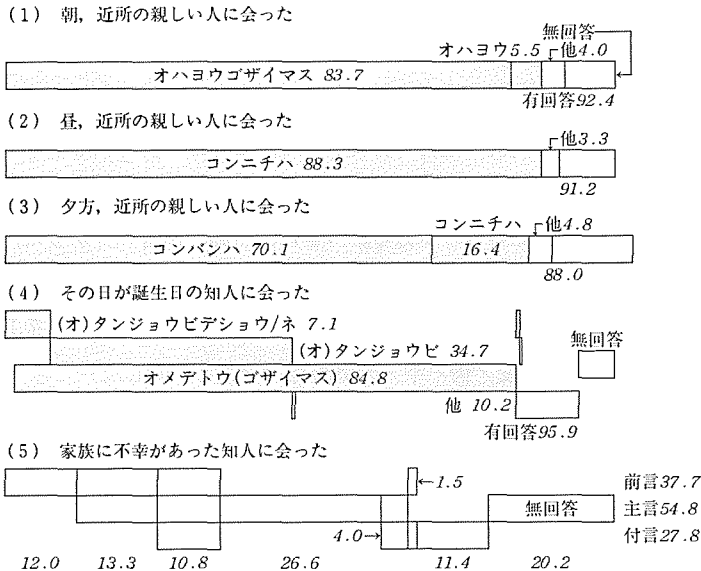 (1) 朝，近所の親しい人に会った
無回答
オハヨウ5.5 他4.0
オハヨウゴザイマス 83.7
有回答92.4
(2) 昼，近所の親しい人に会った
他3.3
コンニチハ 88.3
91.2
(3) 夕方，近所の親しい人に会った
コンニチハ 他4.8
コンバンハ 70.1 16.4
88.0
(4) その日が誕生日の知人に会った
(オ)タンジョウビデショウ/ネ 7.1
無回答
(オ)タンジョウビ 34.7
オメデトウ(ゴザイマス) 84.8
他 10.2
有回答95.9
(5) 家族に不幸があった知人に会った
←1.5 前言37.7
無回答 主言54.8
4.0→ 付言27.8
12.0 13.3 10.8 26.6 11.4 20.2